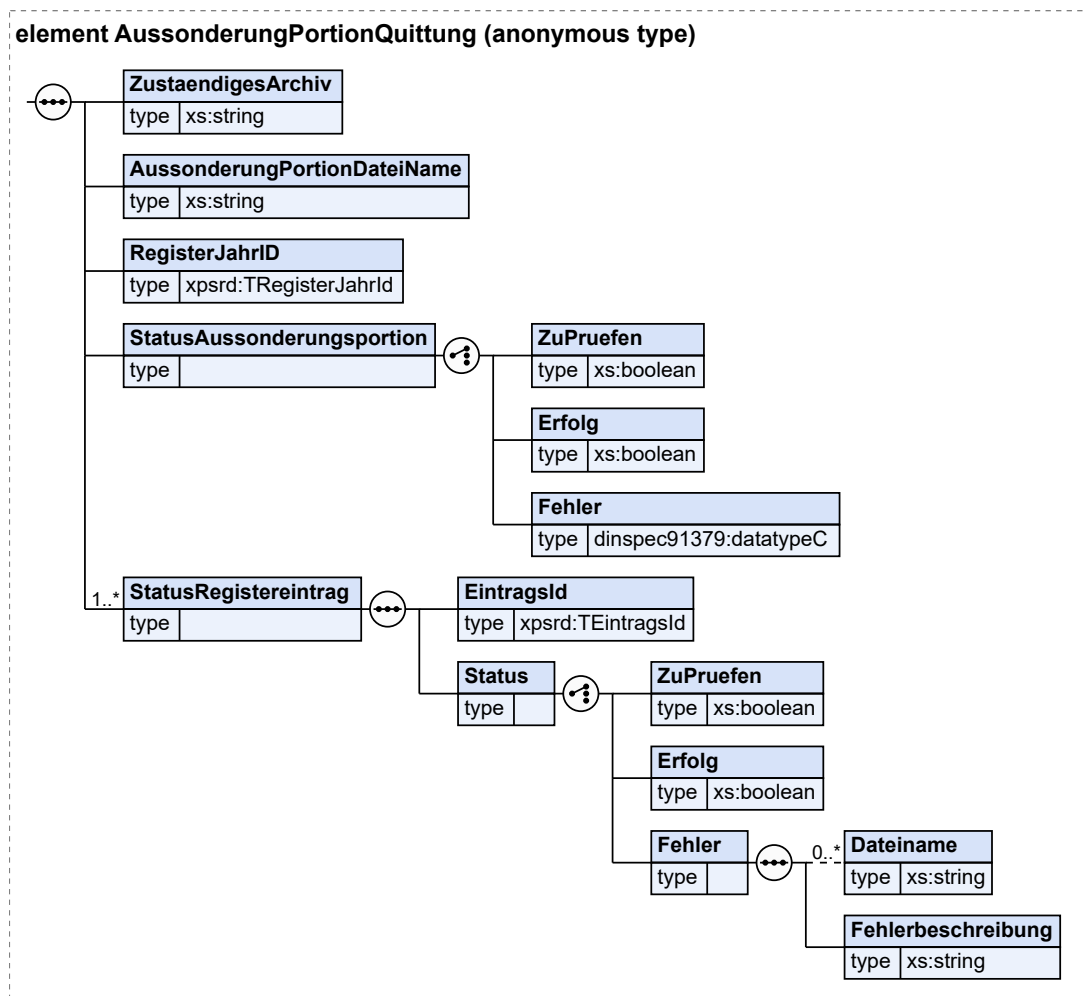 element AussonderungPortionQuittung (anonymous type)
ZustaendigesArchiv
type xs:string
AussonderungPortionDateiName
type xs:string
RegisterJahrID
type xpsrd:TRegisterJahrId
StatusAussonderungsportion
type
ZuPruefen
type xs:boolean
Erfolg
type xs:boolean
Fehler
type dinspec91379:datatypeC
1..*
StatusRegistereintrag
type
EintragsId
type xpsrd:TEintragsId
Status
type
ZuPruefen
type xs:boolean
Erfolg
type xs:boolean
Fehler
type
0..*
Dateiname
type xs:string
Fehlerbeschreibung
type xs:string